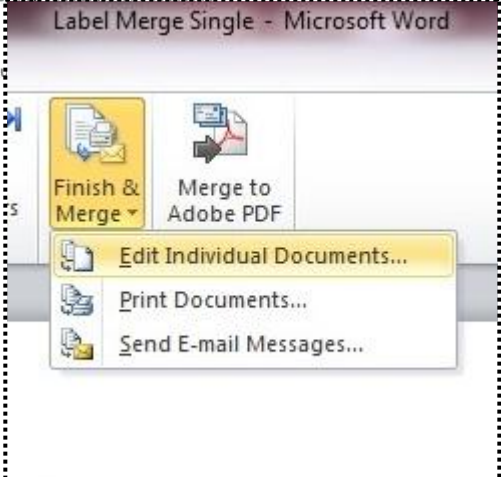 Label Merge Single - Microsoft Word
Finish &
Merge
Merge to
Adobe PDF
Edit Individual Documents...
Print Documents...
Send E-mail Messages...